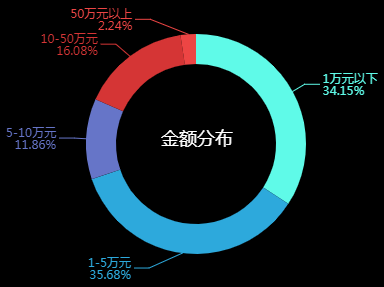 50万元以上
2.24%
10-50万元
16.08%
1万元以下
34.15%
5-10万元
11.86%
金额分布
1-5万元
35.68%